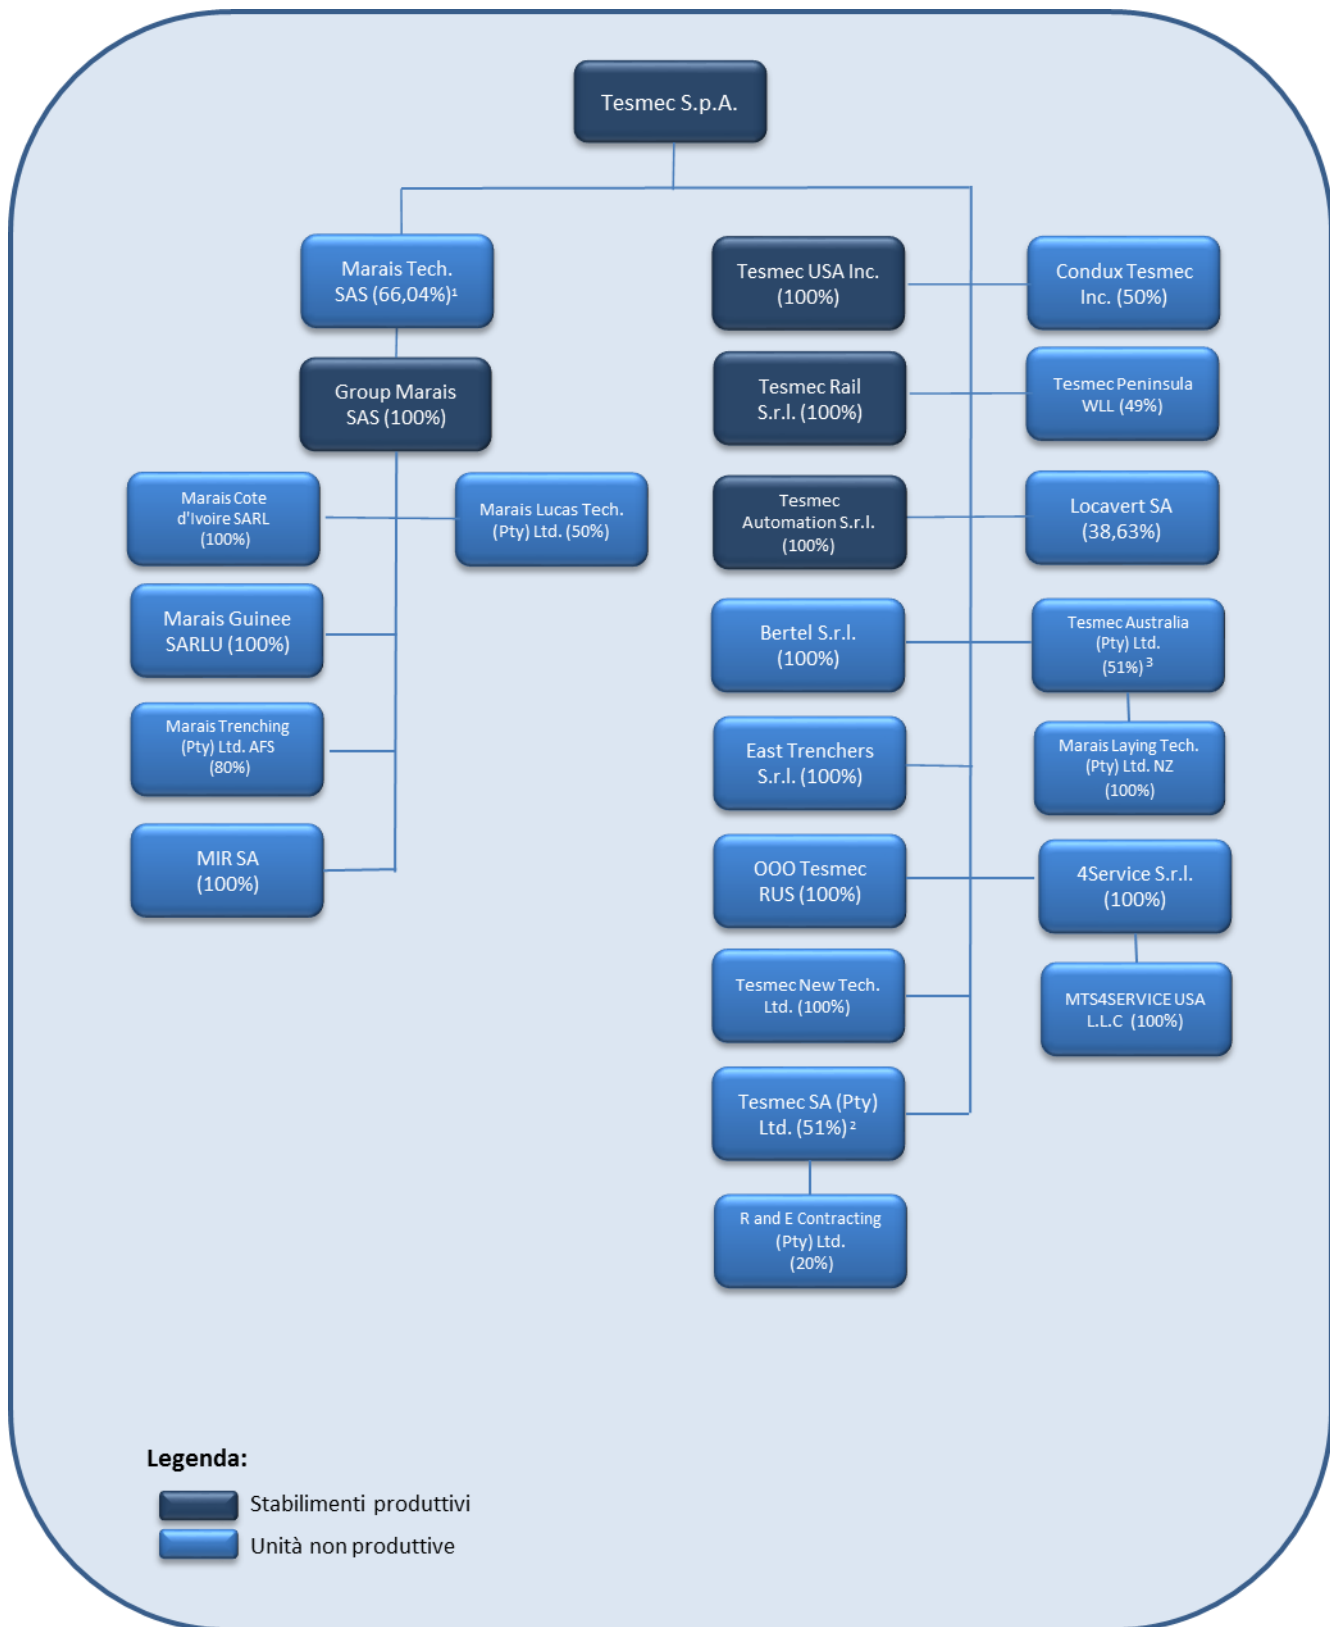 Tesmec S.p.A.
Marais Tech.
SAS (66,04%)¹
Group Marais
SAS (100%)
Marais Cote
d'Ivoire SARL
(100%)
Marais Lucas Tech.
(Pty) Ltd. (50%)
Marais Guinee
SARLU (100%)
Marais Trenching
(Pty) Ltd. AFS
(80%)
MIR SA
(100%)
Tesmec USA Inc.
(100%)
Condux Tesmec
Inc. (50%)
Tesmec Rail
S.r.l. (100%)
Tesmec Peninsula
WLL (49%)
Tesmec
Automation S.r.l.
(100%)
Locavert SA
(38,63%)
Bertel S.r.l.
(100%)
Tesmec Australia
(Pty) Ltd.
(51%) ³
East Trenchers
S.r.l. (100%)
Marais Laying Tech.
(Pty) Ltd. NZ
(100%)
OOO Tesmec
RUS (100%)
4Service S.r.l.
(100%)
Tesmec New Tech.
Ltd. (100%)
MTS4SERVICE USA
L.L.C (100%)
Tesmec SA (Pty)
Ltd. (51%) ²
R and E Contracting
(Pty) Ltd.
(20%)
Legenda:
Stabilimenti produttivi
Unità non produttive